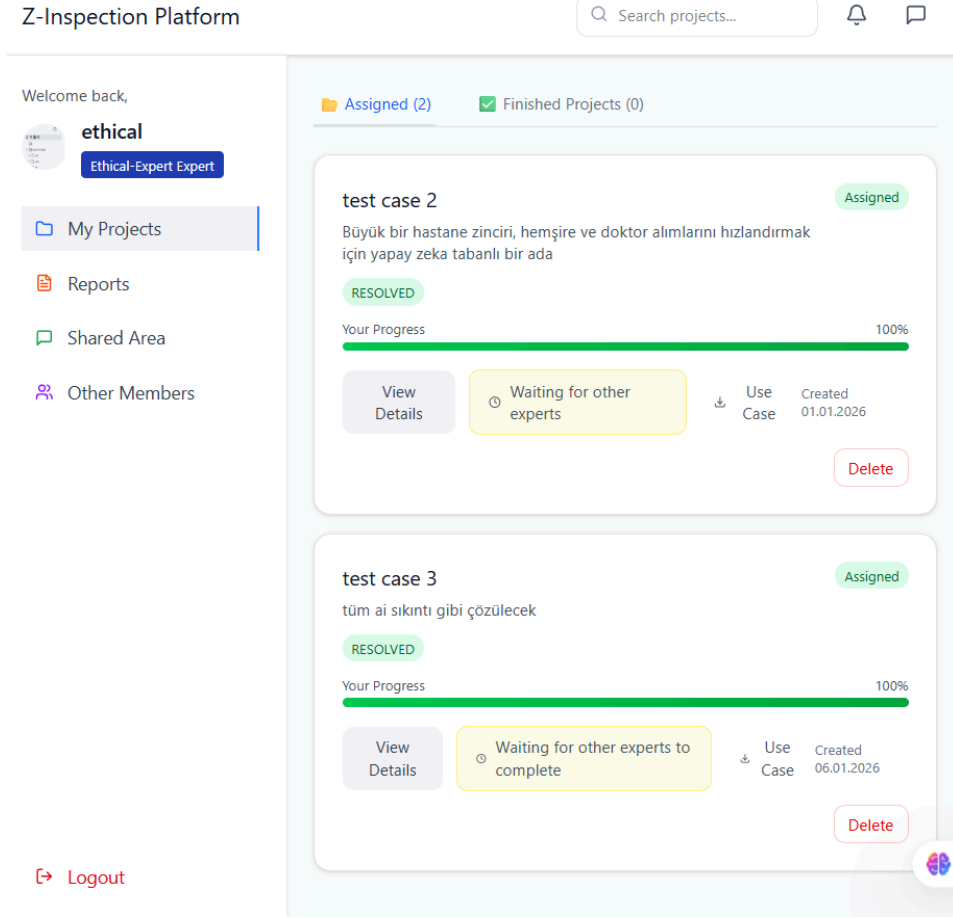 Z-Inspection Platform
Search projects...
Welcome back,
ethical
Ethical-Expert Expert
My Projects
Reports
Shared Area
Other Members
Logout
Assigned (2)
Finished Projects (0)
test case 2
Assigned
Büyük bir hastane zinciri, hemşire ve doktor alımlarını hızlandırmak
için yapay zeka tabanlı bir ada
RESOLVED
Your Progress
100%
View
Details
Waiting for other
experts
Use
Case
Created
01.01.2026
Delete
test case 3
Assigned
tüm ai sıkıntı gibi çözülecek
RESOLVED
Your Progress
100%
View
Details
Waiting for other experts to
complete
Use
Case
Created
06.01.2026
Delete